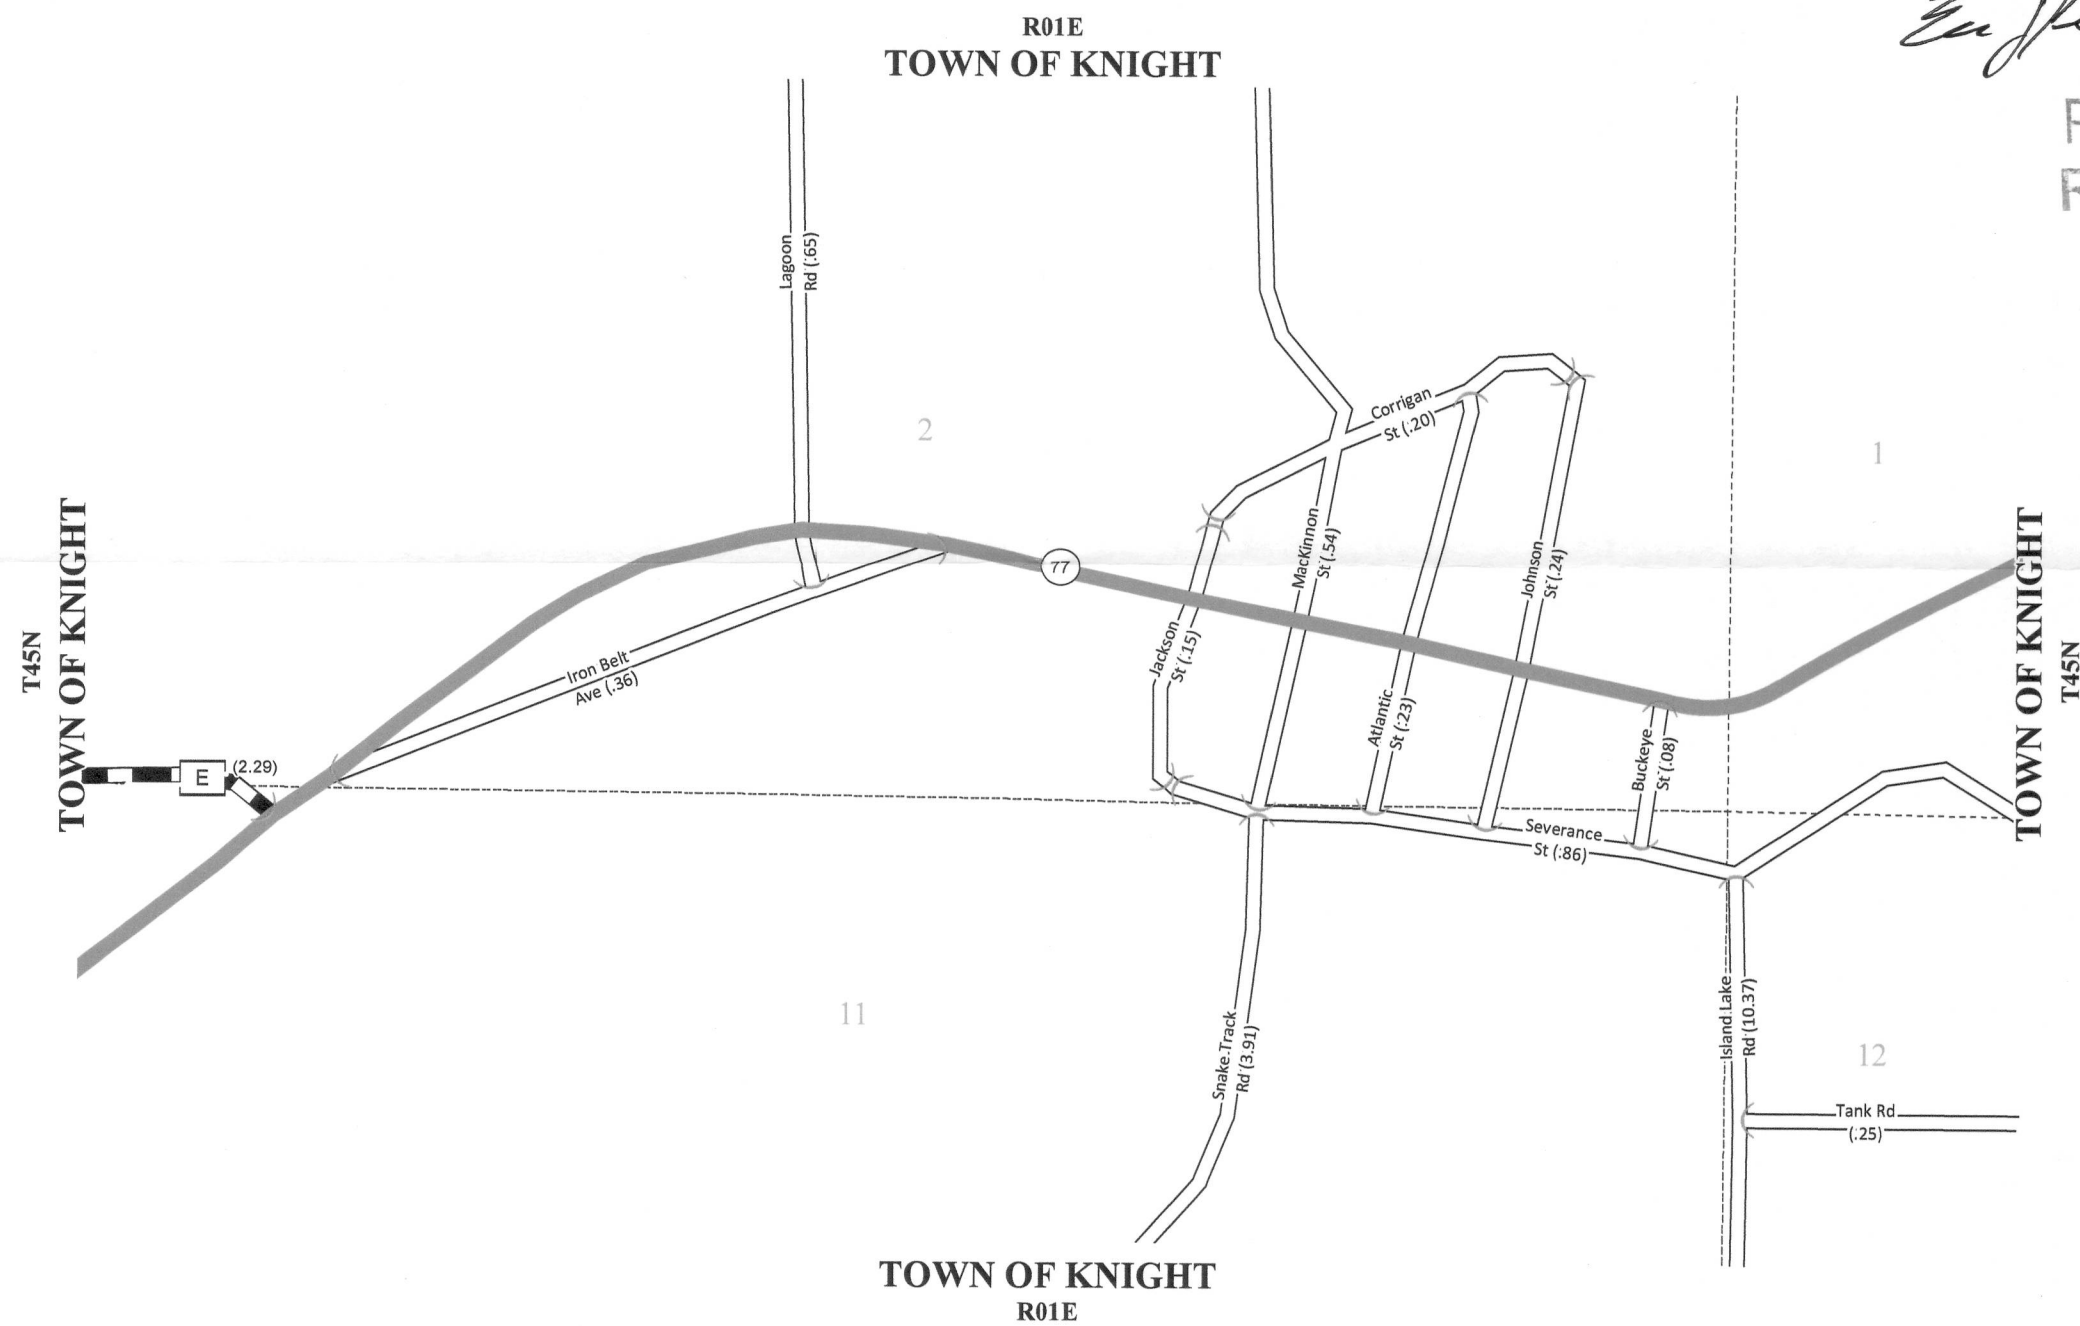 R01E
TOWN OF KNIGHT
Lagoon
Rd (.65)
Corrigan
St (.20)
2
1
TOWN OF KNIGHT
T45N
77
MacKinnon
St (.54)
Johnson
St (.24)
TOWN OF KNIGHT
T45N
Jackson
St (.15)
Iron Belt
Ave (.36)
Atlantic
St (.23)
Buckeye
St (.08)
E
(2.29)
Severance
St (.86)
11
Snake Track
Rd (3.91)
Island Lake
Rd (10.37)
12
Tank Rd
(.25)
TOWN OF KNIGHT
R01E